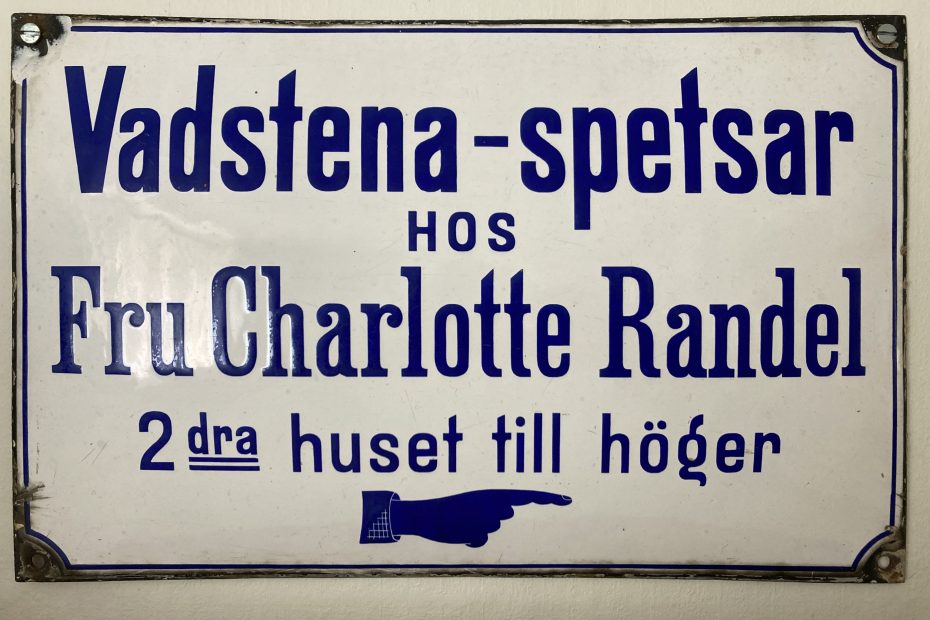 Vadstena-spetsar
HOS
Fru Charlotte Randel
2dra huset till höger